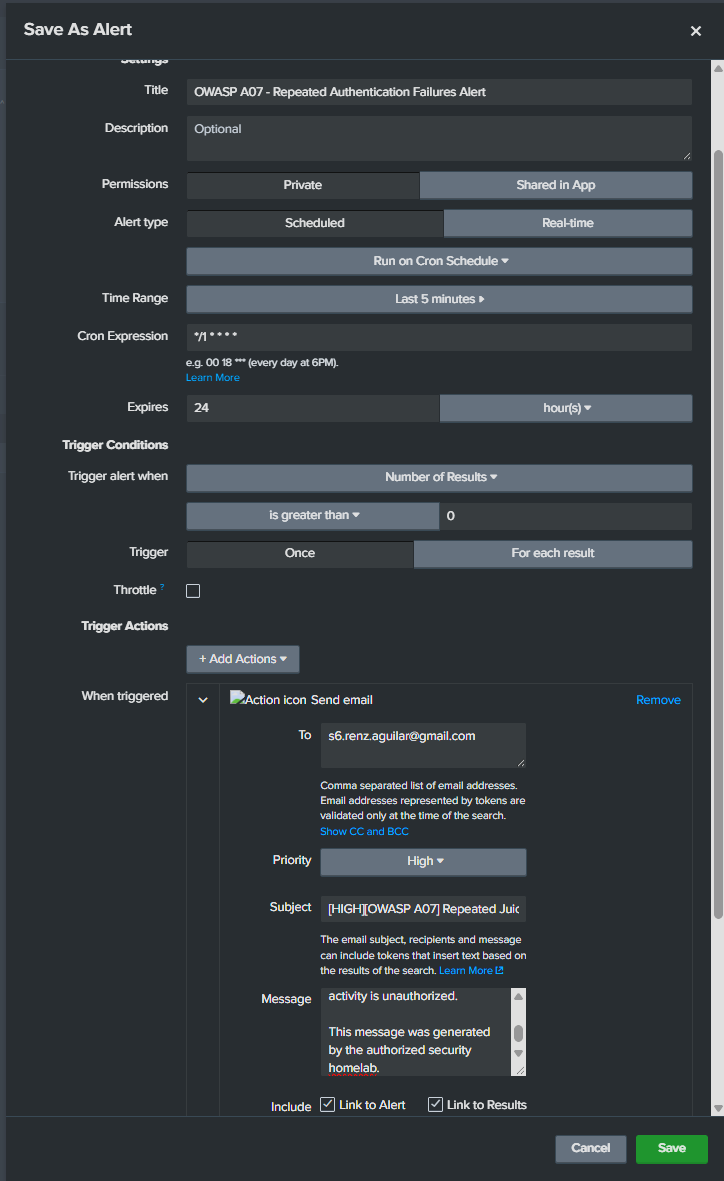 Save As Alert
×
Settings
Title
OWASP A07 - Repeated Authentication Failures Alert
Description
Optional
Permissions
Private
Shared in App
Alert type
Scheduled
Real-time
Run on Cron Schedule
Time Range
Last 5 minutes
Cron Expression
*/1 * * * *
e.g. 00 18 *** (every day at 6PM).
Learn More
Expires
24
hour(s)
Trigger Conditions
Trigger alert when
Number of Results
is greater than
0
Trigger
Once
For each result
Throttle ?
Trigger Actions
+ Add Actions
When triggered
Action icon Send email
Remove
To
s6.renz.aguilar@gmail.com
Comma separated list of email addresses.
Email addresses represented by tokens are
validated only at the time of the search.
Show CC and BCC
Priority
High
Subject
[HIGH][OWASP A07] Repeated Juic
The email subject, recipients and message
can include tokens that insert text based on
the results of the search. Learn More
Message
activity is unauthorized.
This message was generated
by the authorized security
homelab.
Include
Link to Alert
Link to Results
Cancel
Save